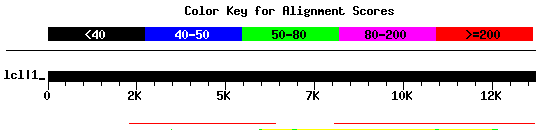 Color Key for Alignment Scores
<40 40-50 50-80 80-200 >=200
lcl|1_
0 2K 5K 7K 10K 12K